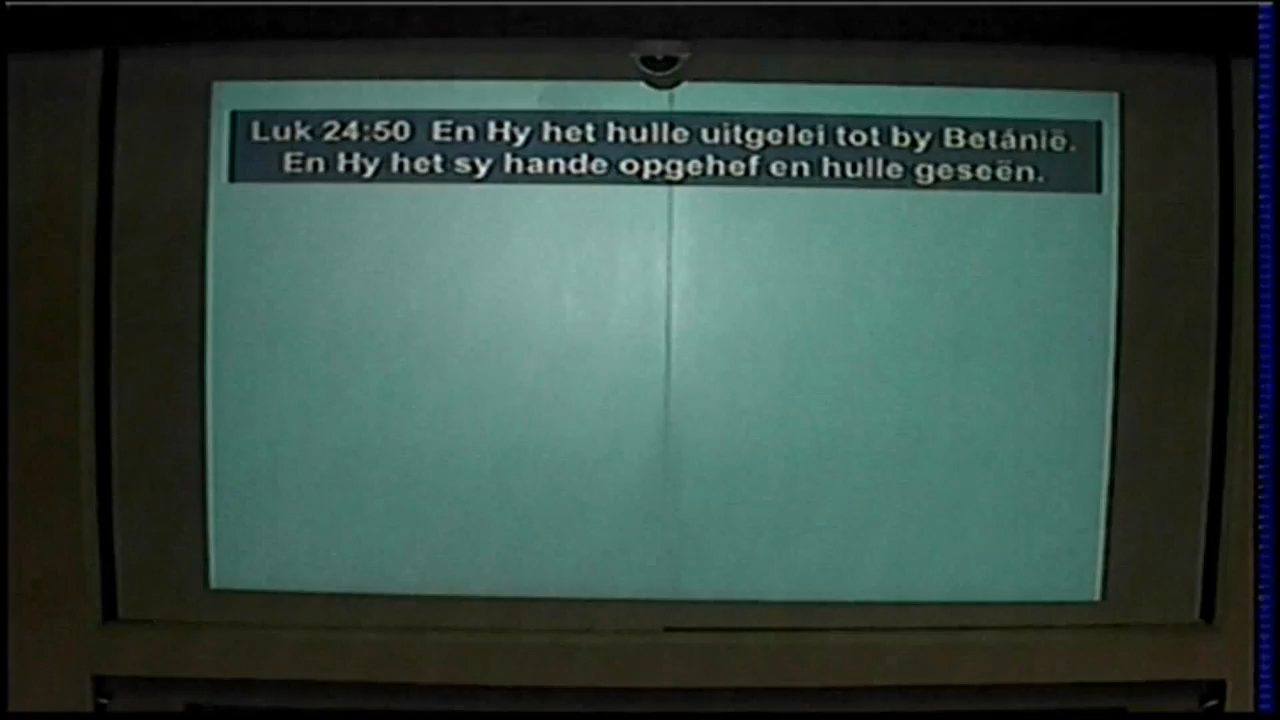 Luk 24:50 En Hy het hulle uitgelei tot by Betánië.
En Hy het sy hande opgehef en hulle geseën.